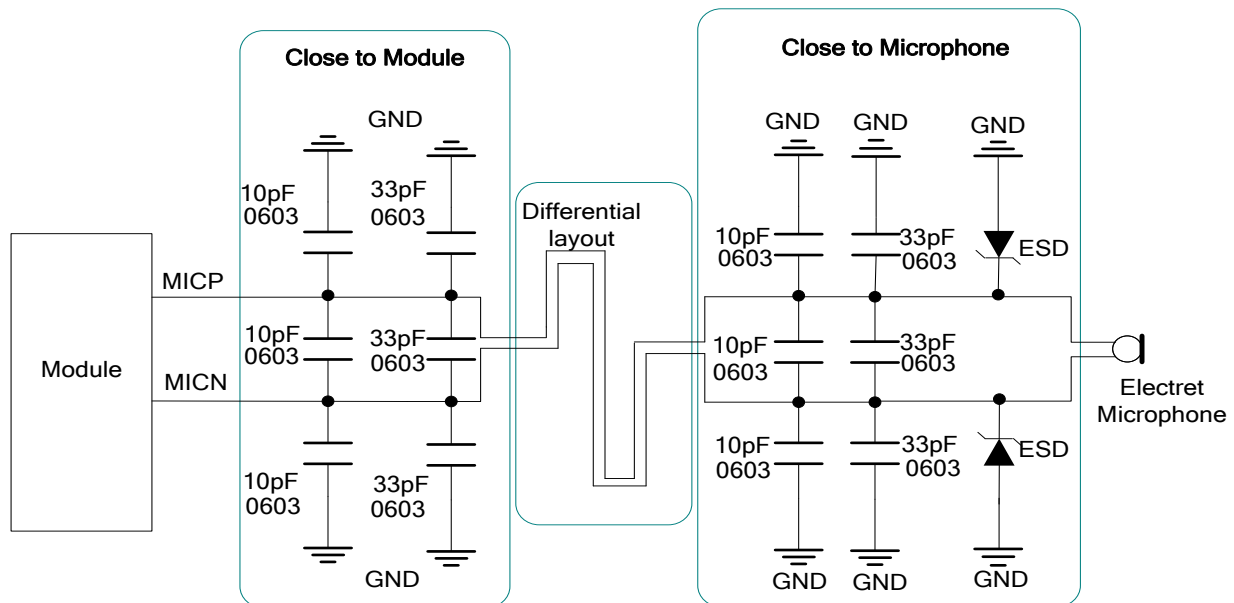 Close to Module
Close to Microphone
GND
GND
GND
GND
10pF
0603
33pF
0603
Differential
layout
10pF
0603
33pF
0603
ESD
MICP
10pF
0603
33pF
0603
10pF
0603
33pF
0603
Module
MICN
Electret
Microphone
10pF
0603
33pF
0603
10pF
0603
33pF
0603
ESD
GND
GND
GND
GND